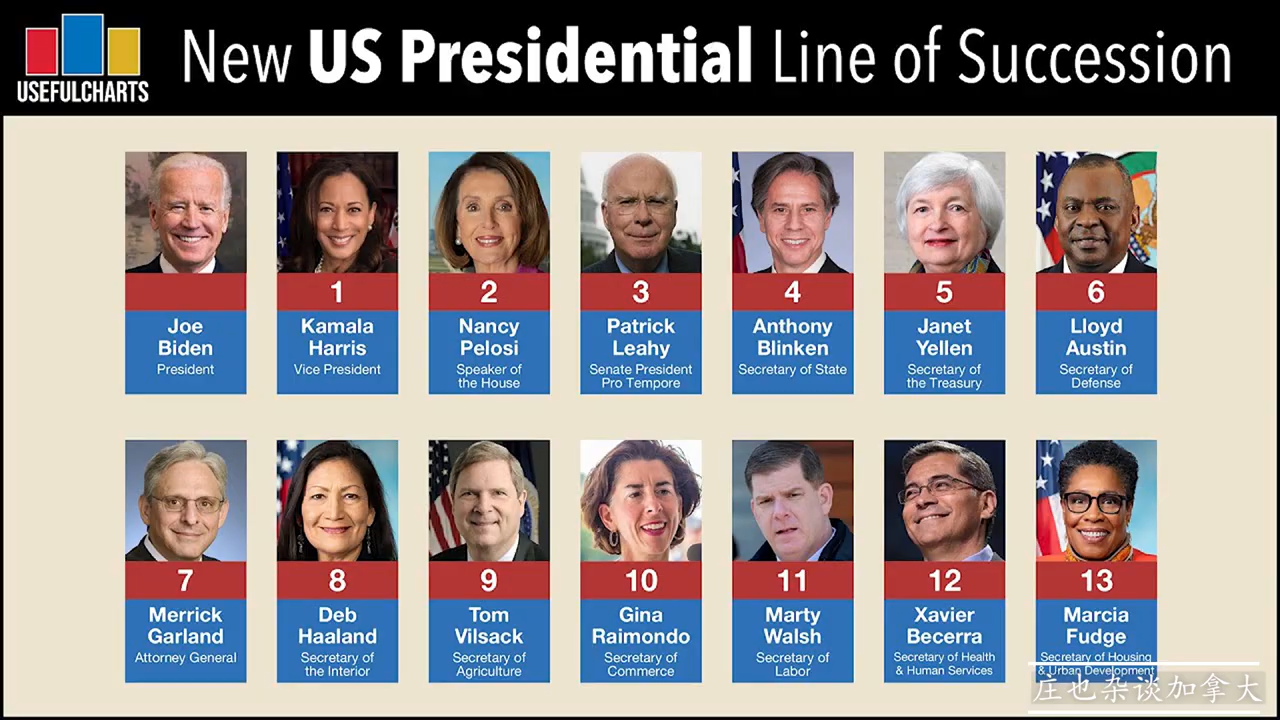 USEFULCHARTS
New US Presidential Line of Succession
1
2
3
4
5
6
Joe
Biden
President
Kamala
Harris
Vice President
Nancy
Pelosi
Speaker of
the House
Patrick
Leahy
Senate President
Pro Tempore
Anthony
Blinken
Secretary of State
Janet
Yellen
Secretary of
the Treasury
Lloyd
Austin
Secretary of
Defense
7
8
9
10
11
12
13
Merrick
Garland
Attorney General
Deb
Haaland
Secretary of
the Interior
Tom
Vilsack
Secretary of
Agriculture
Gina
Raimondo
Secretary of
Commerce
Marty
Walsh
Secretary of
Labor
Xavier
Becerra
Secretary of Health
& Human Services
Marcia
Fudge
Secretary of Housing
& Urban Development
庄也杂谈加拿大